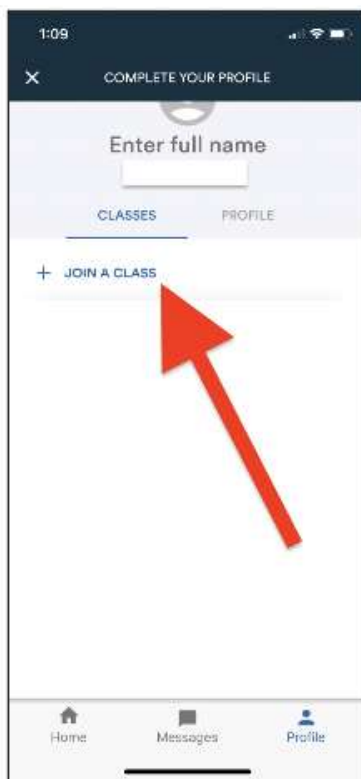 1:09
COMPLETE YOUR PROFILE
Enter full name
CLASSES PROFILE
+ JOIN A CLASS
Home Messages Profile